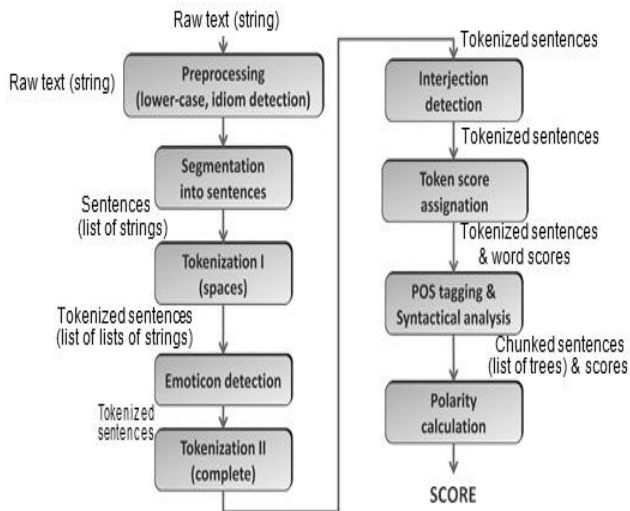 Raw text (string)
Raw text (string)
Preprocessing
(lower-case, idiom detection)
Segmentation
into sentences
Sentences
(list of strings)
Tokenization I
(spaces)
Tokenized sentences
(list of lists of strings)
Emoticon detection
Tokenized
sentences
Tokenization II
(complete)
Tokenized sentences
Interjection
detection
Tokenized sentences
Token score
assignation
Tokenized sentences
& word scores
POS tagging &
Syntactical analysis
Chunked sentences
(list of trees) & scores
Polarity
calculation
SCORE